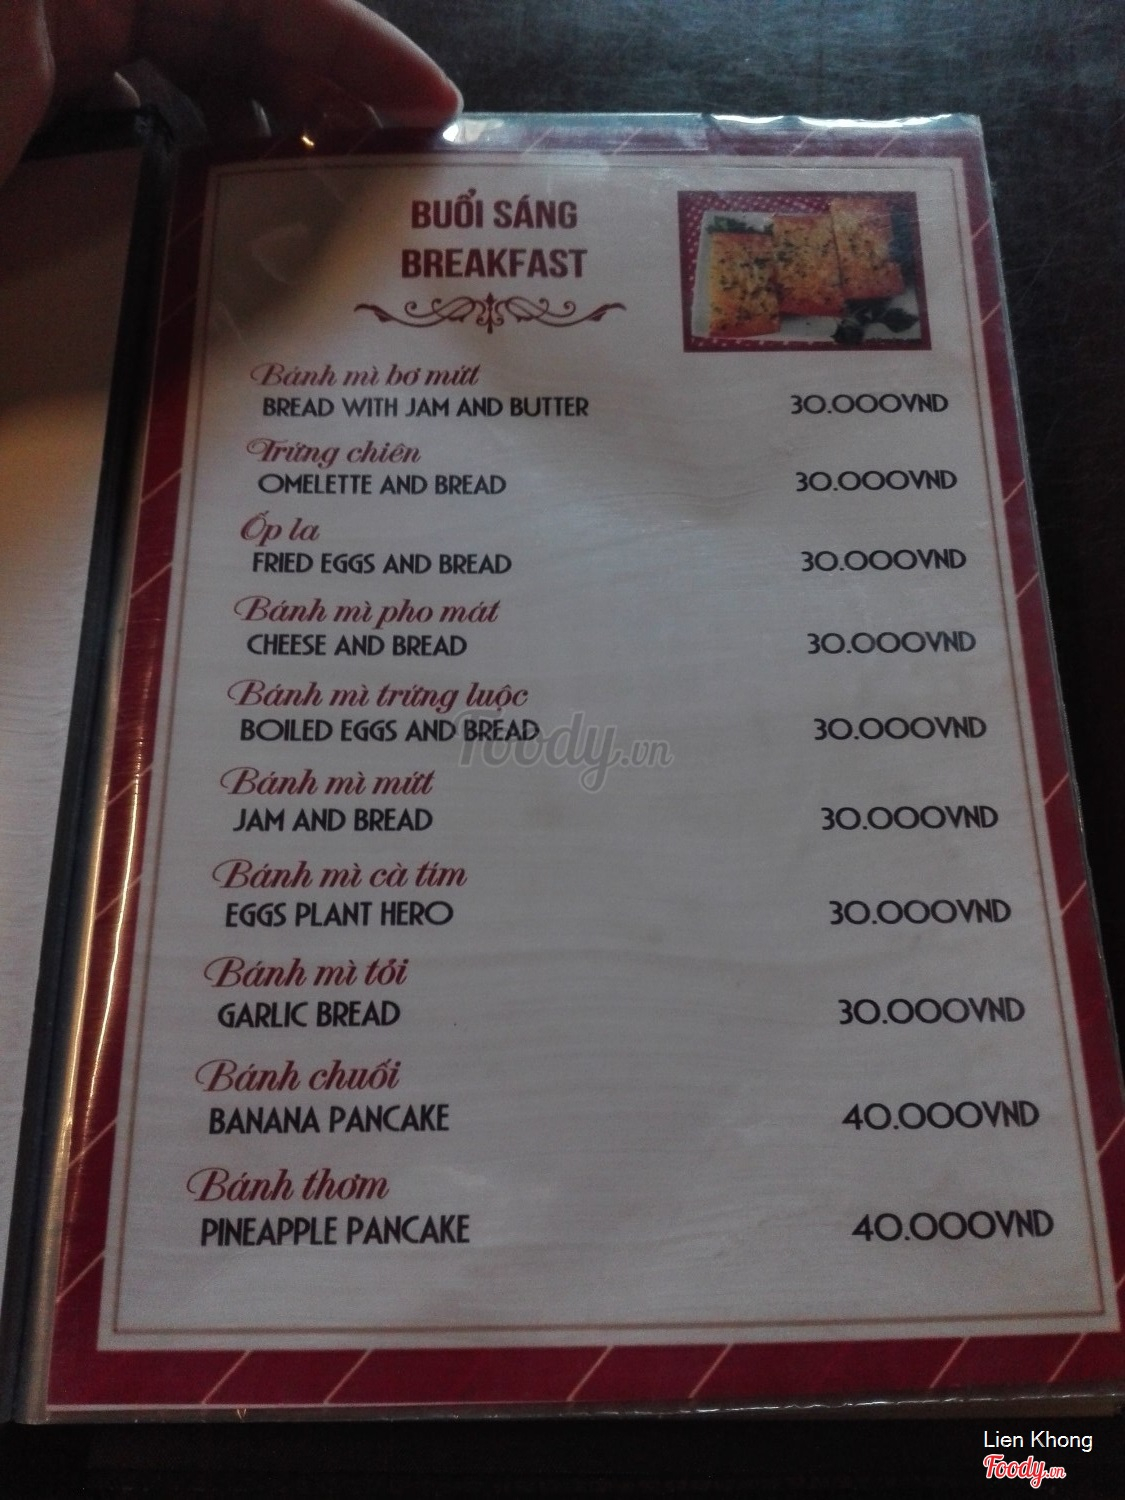 BUỔI SÁNG
BREAKFAST
Bánh mì bơ mứt
BREAD WITH JAM AND BUTTER 30.000VND
Trứng chiên
OMELETTE AND BREAD 30.000VND
Ốp la
FRIED EGGS AND BREAD 30.000VND
Bánh mì pho mát
CHEESE AND BREAD 30.000VND
Bánh mì trứng luộc
BOILED EGGS AND BREAD 30.000VND
Foody.vn
Bánh mì mứt
JAM AND BREAD 30.000VND
Bánh mì cà tím
EGGS PLANT HERO 30.000VND
Bánh mì tỏi
GARLIC BREAD 30.000VND
Bánh chuối
BANANA PANCAKE 40.000VND
Bánh thơm
PINEAPPLE PANCAKE 40.000VND
Lien Khong
Foody.vn